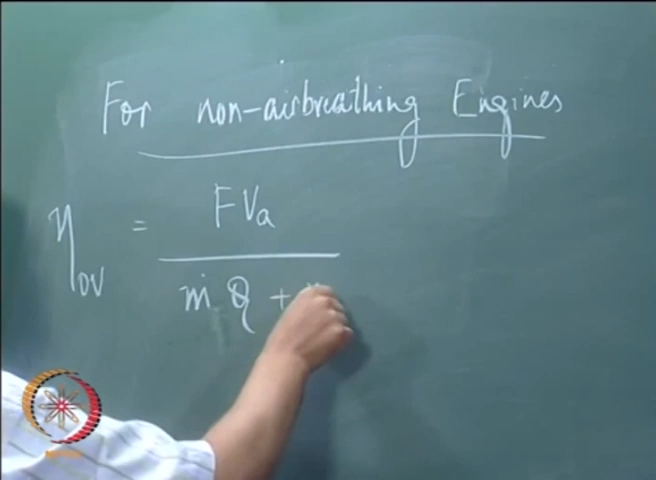 For non-airbreathing Engines
η_ov = F V_a / ṁ Q +